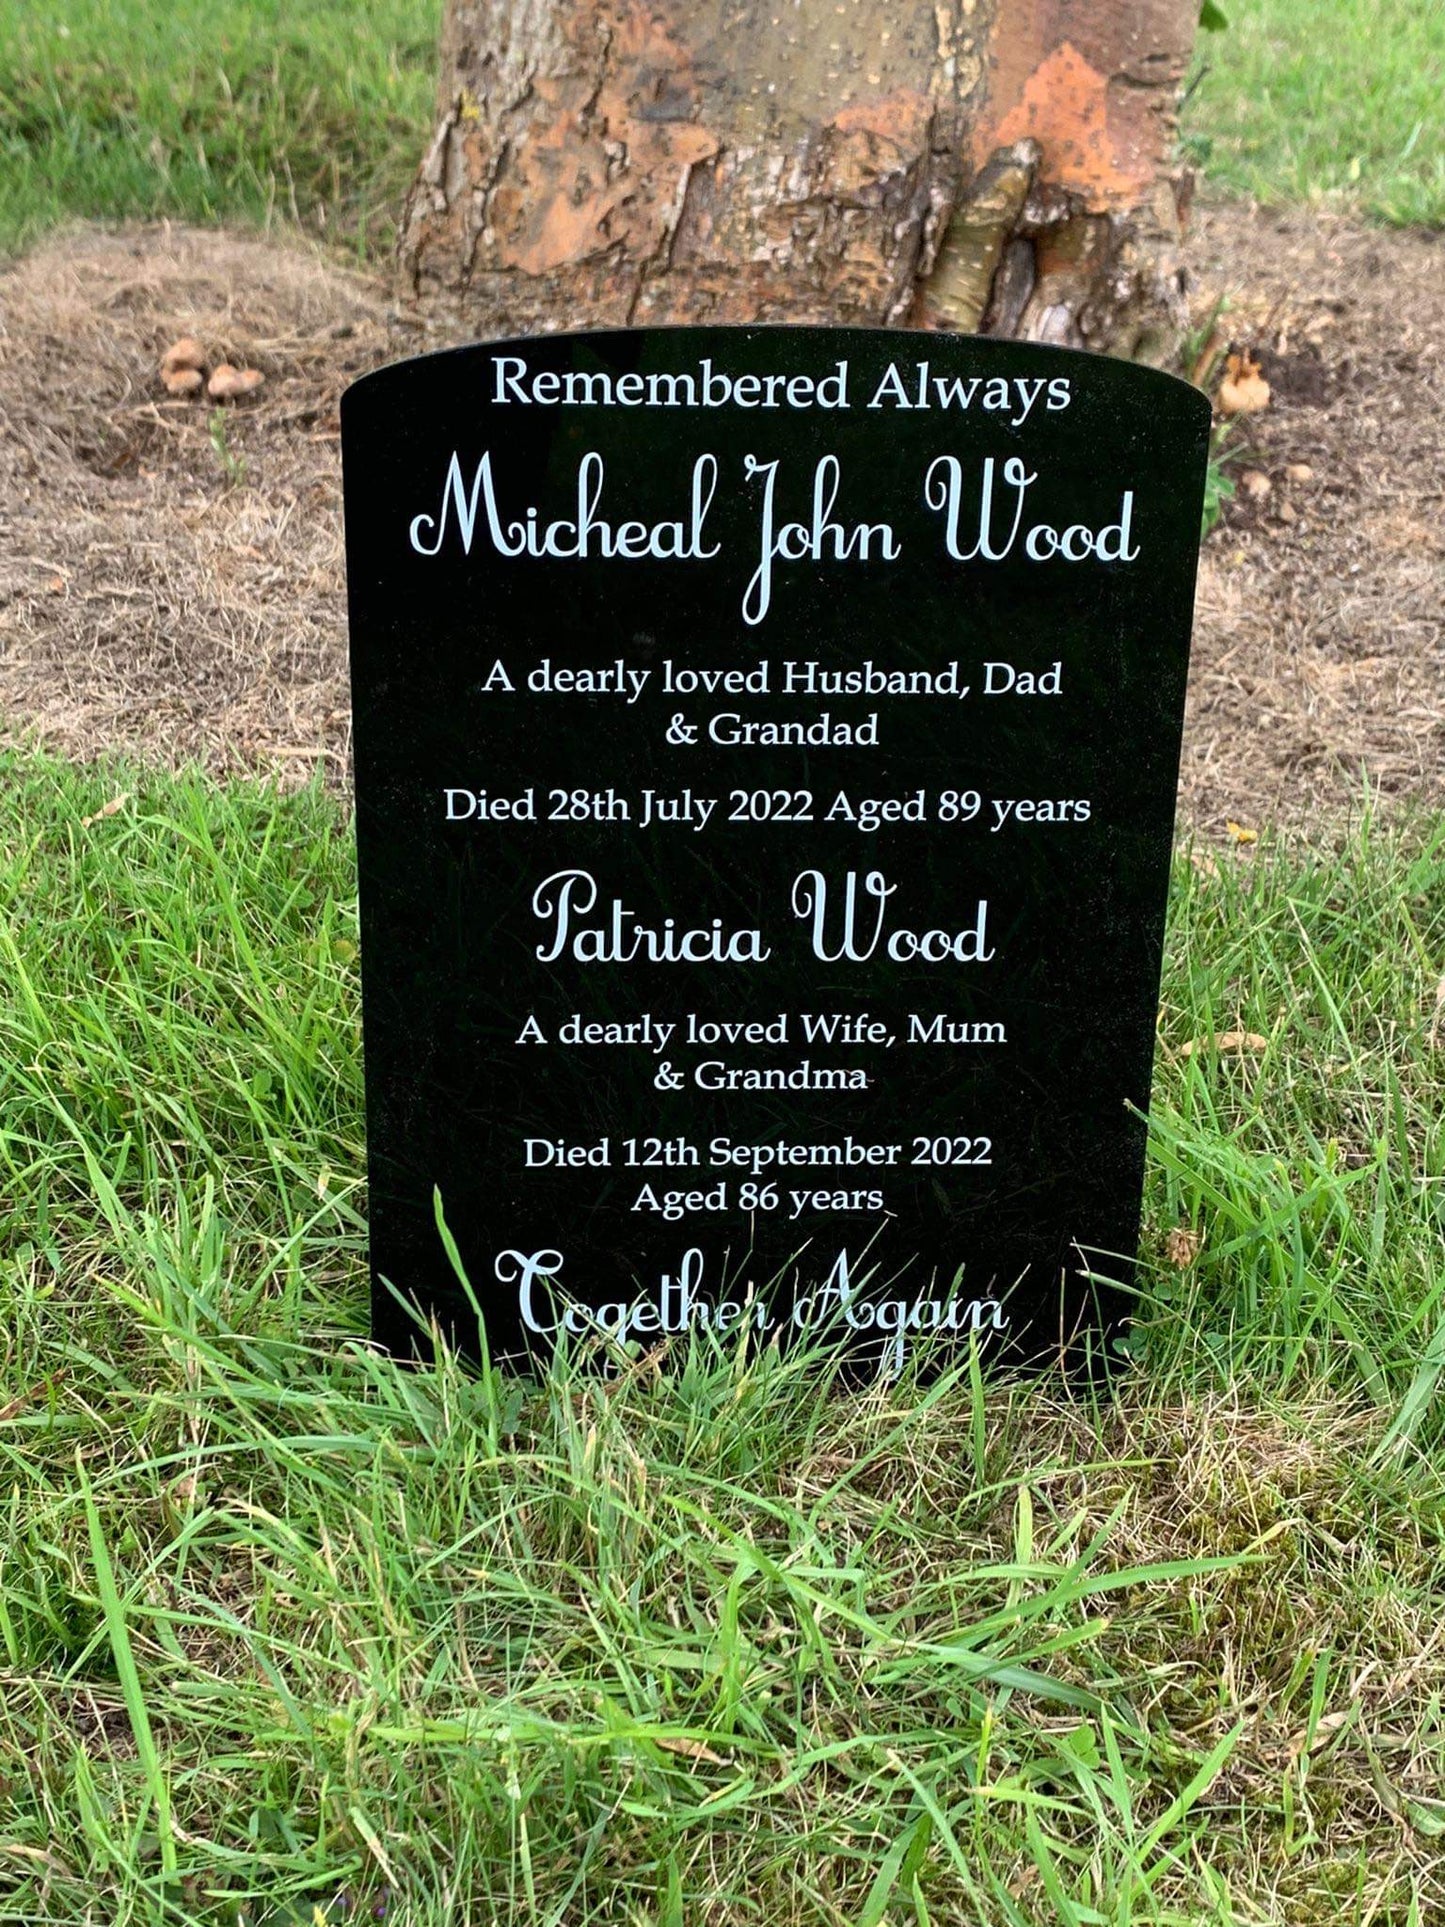 Remembered Always
Micheal John Wood
A dearly loved Husband, Dad
& Grandad
Died 28th July 2022 Aged 89 years
Patricia Wood
A dearly loved Wife, Mum
& Grandma
Died 12th September 2022
Aged 86 years
Together Again